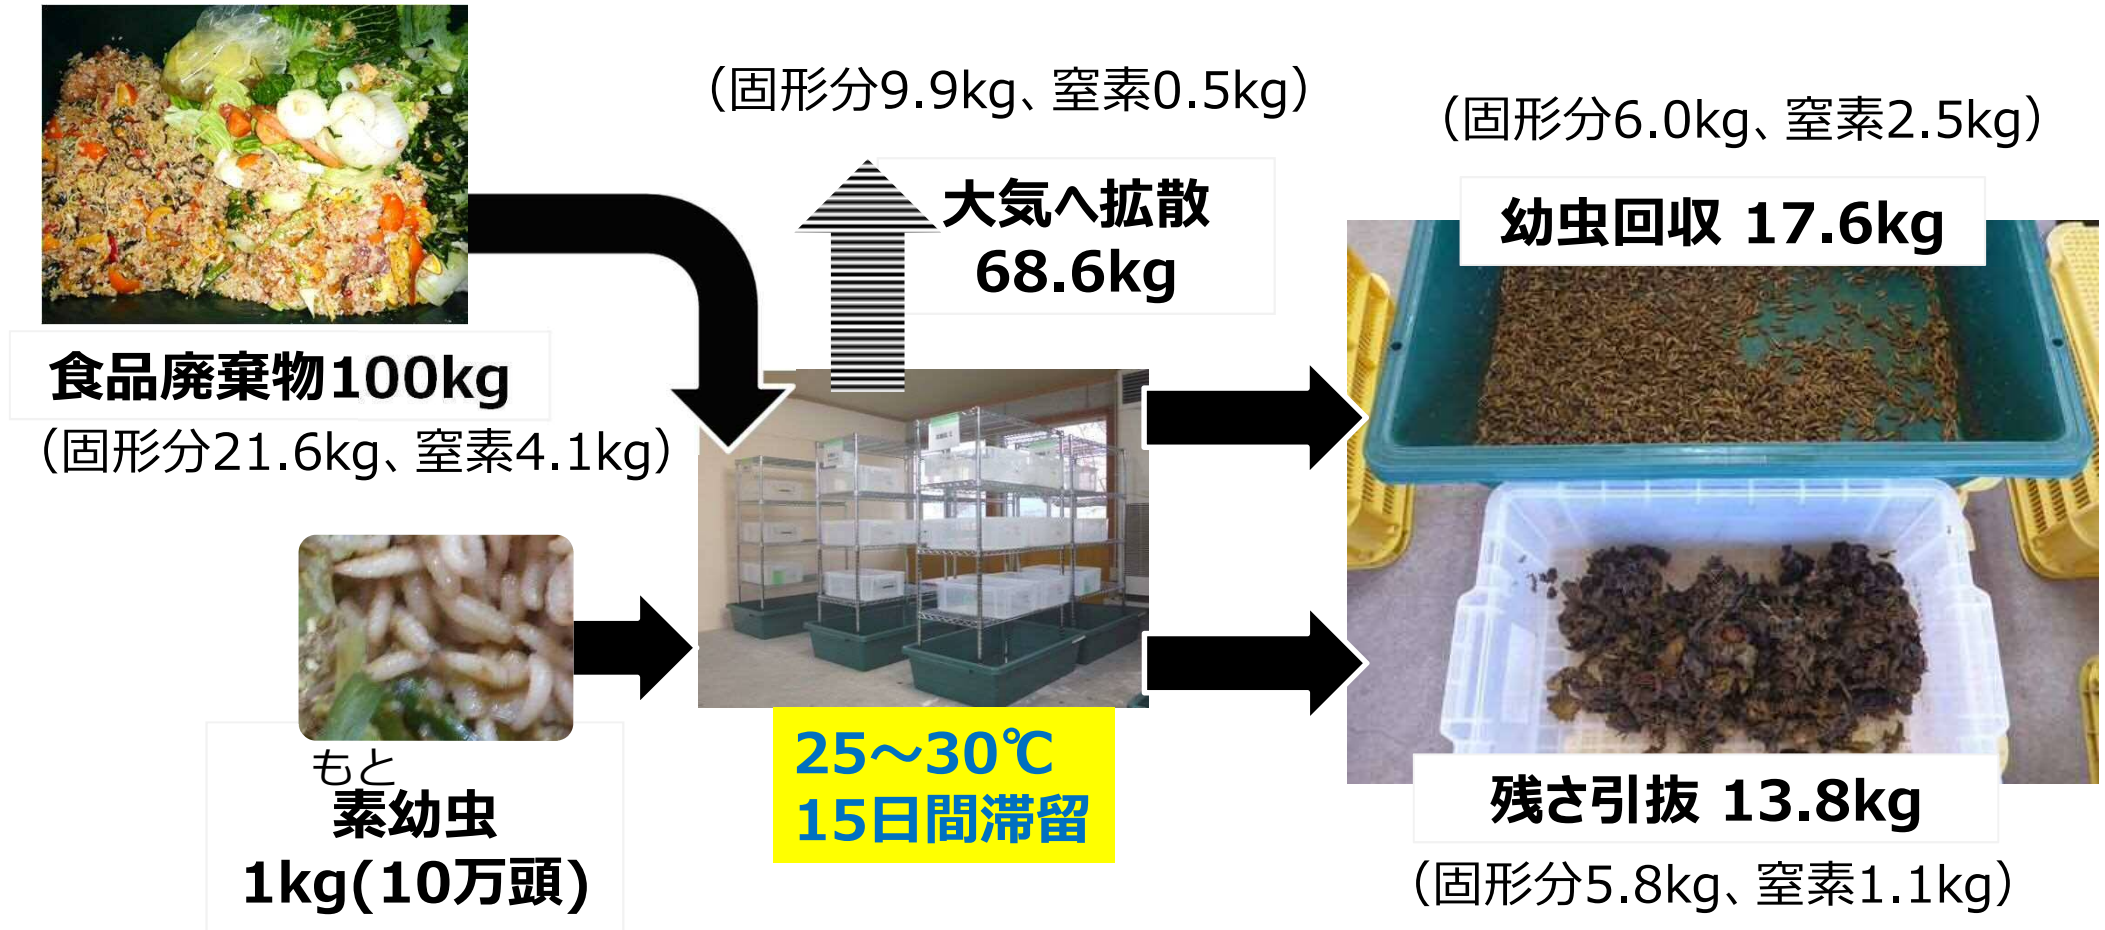 食品廃棄物100kg
（固形分21.6kg、窒素4.1kg）
もと
素幼虫
1kg(10万頭)
（固形分9.9kg、窒素0.5kg）
大気へ拡散
68.6kg
25～30℃
15日間滞留
（固形分6.0kg、窒素2.5kg）
幼虫回収 17.6kg
残さ引抜 13.8kg
（固形分5.8kg、窒素1.1kg）